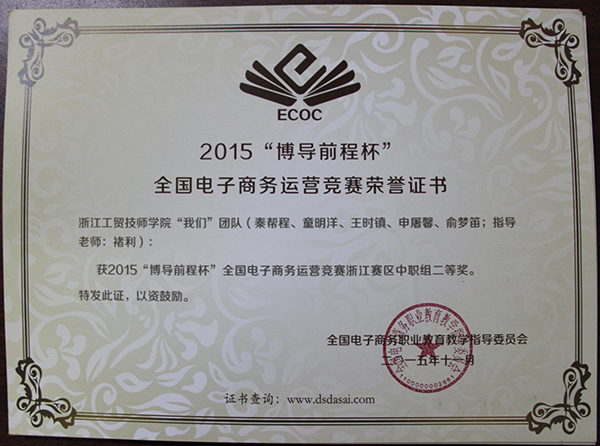 ECOC
2015“博导前程杯”
全国电子商务运营竞赛荣誉证书
浙江工贸技师学院“我们”团队（秦帮程、童明洋、王时镇、申屠馨、俞梦笛；指导
老师：褚利）：
获2015“博导前程杯”全国电子商务运营竞赛浙江赛区中职组二等奖。
特发此证，以资鼓励。
全国电子商务职业教育教学指导委员会
二〇一五年十一月
证书查询：www.dsdasai.com